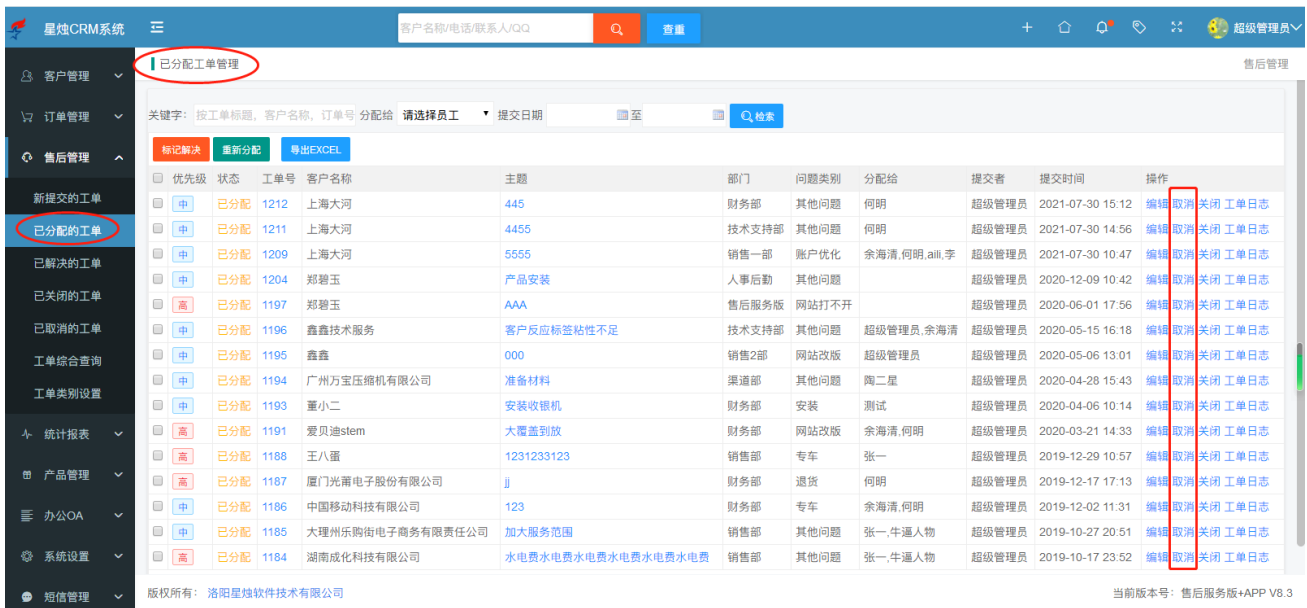 星烛CRM系统
客户名称/电话/联系人/QQ
查重
超级管理员
客户管理
订单管理
售后管理
新提交的工单
已分配的工单
已解决的工单
已关闭的工单
已取消的工单
工单综合查询
工单类别设置
统计报表
产品管理
办公OA
系统设置
短信管理
已分配工单管理 售后管理
关键字: 按工单标题, 客户名称, 订单号 分配给 请选择员工 提交日期 至 检索
标记解决 重新分配 导出EXCEL
优先级 状态 工单号 客户名称 主题 部门 问题类别 分配给 提交者 提交时间 操作
中 已分配 1212 上海大河 445 财务部 其他问题 何明 超级管理员 2021-07-30 15:12 编辑 取消 关闭 工单日志
中 已分配 1211 上海大河 4455 技术支持部 其他问题 何明 超级管理员 2021-07-30 14:56 编辑 取消 关闭 工单日志
中 已分配 1209 上海大河 5555 销售一部 账户优化 余海清,何明,aili,李 超级管理员 2021-07-30 10:47 编辑 取消 关闭 工单日志
中 已分配 1204 郑碧玉 产品安装 人事后勤 其他问题 超级管理员 2020-12-09 10:42 编辑 取消 关闭 工单日志
高 已分配 1197 郑碧玉 AAA 售后服务版 网站打不开 超级管理员 2020-06-01 17:56 编辑 取消 关闭 工单日志
中 已分配 1196 鑫鑫技术服务 客户反应标签粘性不足 技术支持部 其他问题 超级管理员,余海清 超级管理员 2020-05-15 16:18 编辑 取消 关闭 工单日志
中 已分配 1195 鑫鑫 000 销售2部 网站改版 超级管理员 超级管理员 2020-05-06 13:01 编辑 取消 关闭 工单日志
中 已分配 1194 广州万宝压缩机有限公司 准备材料 渠道部 其他问题 陶二星 超级管理员 2020-04-28 15:43 编辑 取消 关闭 工单日志
中 已分配 1193 董小二 安装收银机 财务部 安装 测试 超级管理员 2020-04-06 10:14 编辑 取消 关闭 工单日志
高 已分配 1191 爱贝迪stem 大覆盖到放 财务部 网站改版 余海清,何明 超级管理员 2020-03-21 14:33 编辑 取消 关闭 工单日志
高 已分配 1188 王八蛋 1231233123 销售部 专车 张一 超级管理员 2019-12-29 10:57 编辑 取消 关闭 工单日志
高 已分配 1187 厦门光莆电子股份有限公司 jj 财务部 退货 何明 超级管理员 2019-12-17 17:13 编辑 取消 关闭 工单日志
中 已分配 1186 中国移动科技有限公司 123 财务部 专车 余海清,何明 超级管理员 2019-12-02 11:31 编辑 取消 关闭 工单日志
中 已分配 1185 大理州乐购街电子商务有限责任公司 加大服务范围 销售部 其他问题 张一,牛逼人物 超级管理员 2019-10-27 20:51 编辑 取消 关闭 工单日志
高 已分配 1184 湖南成化科技有限公司 水电费水电费水电费水电费水电费水电费 销售部 其他问题 张一,牛逼人物 超级管理员 2019-10-17 23:52 编辑 取消 关闭 工单日志
版权所有: 洛阳星烛软件技术有限公司 当前版本号: 售后服务版+APP V8.3